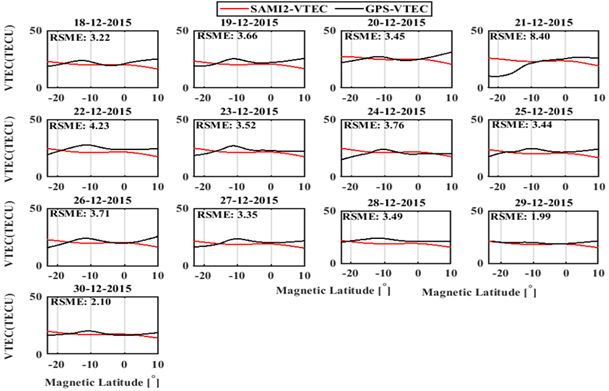 SAMI2-VTEC GPS-VTEC
18-12-2015 19-12-2015 20-12-2015 21-12-2015
VTEC(TECU)
50
0
RSME: 3.22
-20 -10 0 10
50
0
RSME: 3.66
-20 -10 0 10
50
0
RSME: 3.45
-20 -10 0 10
50
0
RSME: 8.40
-20 -10 0 10
22-12-2015 23-12-2015 24-12-2015 25-12-2015
VTEC(TECU)
50
0
RSME: 4.23
-20 -10 0 10
50
0
RSME: 3.52
-20 -10 0 10
50
0
RSME: 3.76
-20 -10 0 10
50
0
RSME: 3.44
-20 -10 0 10
26-12-2015 27-12-2015 28-12-2015 29-12-2015
VTEC(TECU)
50
0
RSME: 3.71
-20 -10 0 10
50
0
RSME: 3.35
-20 -10 0 10
Magnetic Latitude [°]
50
0
RSME: 3.49
-20 -10 0 10
Magnetic Latitude [°]
50
0
RSME: 1.99
-20 -10 0 10
30-12-2015
VTEC(TECU)
50
0
RSME: 2.10
-20 -10 0 10
Magnetic Latitude [°]